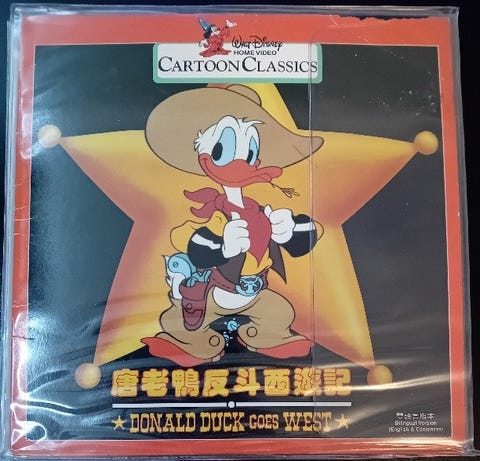 Walt Disney
HOME VIDEO
CARTOON CLASSICS
唐老鴨反斗西遊記
DONALD DUCK GOES WEST
Bilingual Version
(English & Cantonese)